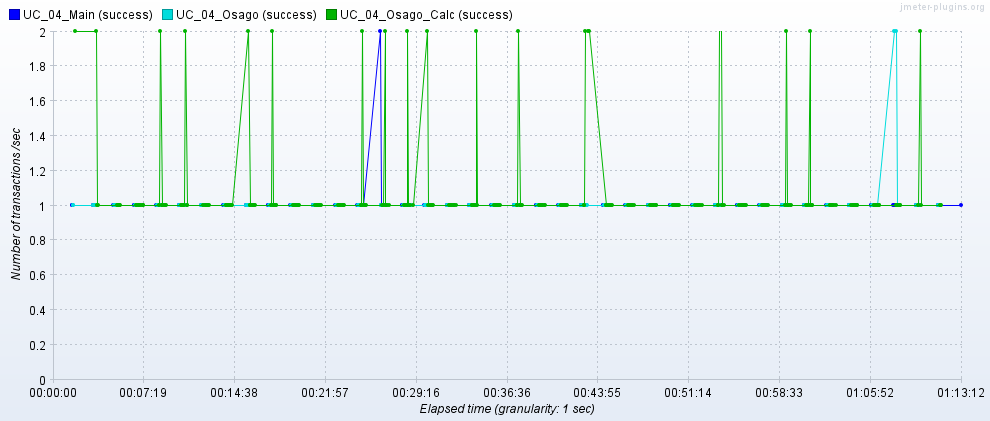 UC_04_Main (success) UC_04_Osago (success) UC_04_Osago_Calc (success)
jmeter-plugins.org
Number of transactions /sec
2
1.8
1.6
1.4
1.2
1
0.8
0.6
0.4
0.2
0
00:00:00 00:07:19 00:14:38 00:21:57 00:29:16 00:36:36 00:43:55 00:51:14 00:58:33 01:05:52 01:13:12
Elapsed time (granularity: 1 sec)